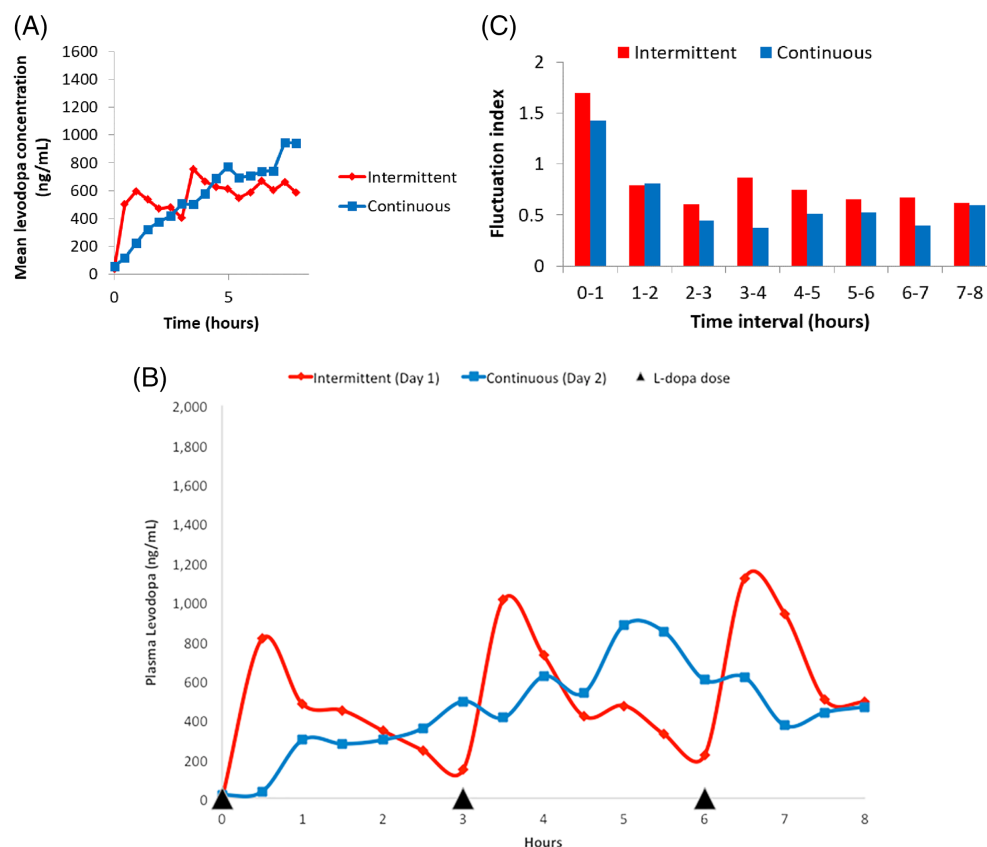 (A)
1600
1400
1200
1000
800
600
400
200
0
Mean levodopa concentration
(ng/mL)
0 5
Time (hours)
Intermittent
Continuous
(C)
Intermittent Continuous
2
1.5
1
0.5
0
Fluctuation index
0-1 1-2 2-3 3-4 4-5 5-6 6-7 7-8
Time interval (hours)
(B)
Intermittent (Day 1) Continuous (Day 2) L-dopa dose
2,000
1,800
1,600
1,400
1,200
1,000
800
600
400
200
0
Plasma Levodopa (ng/mL)
0 1 2 3 4 5 6 7 8
Hours